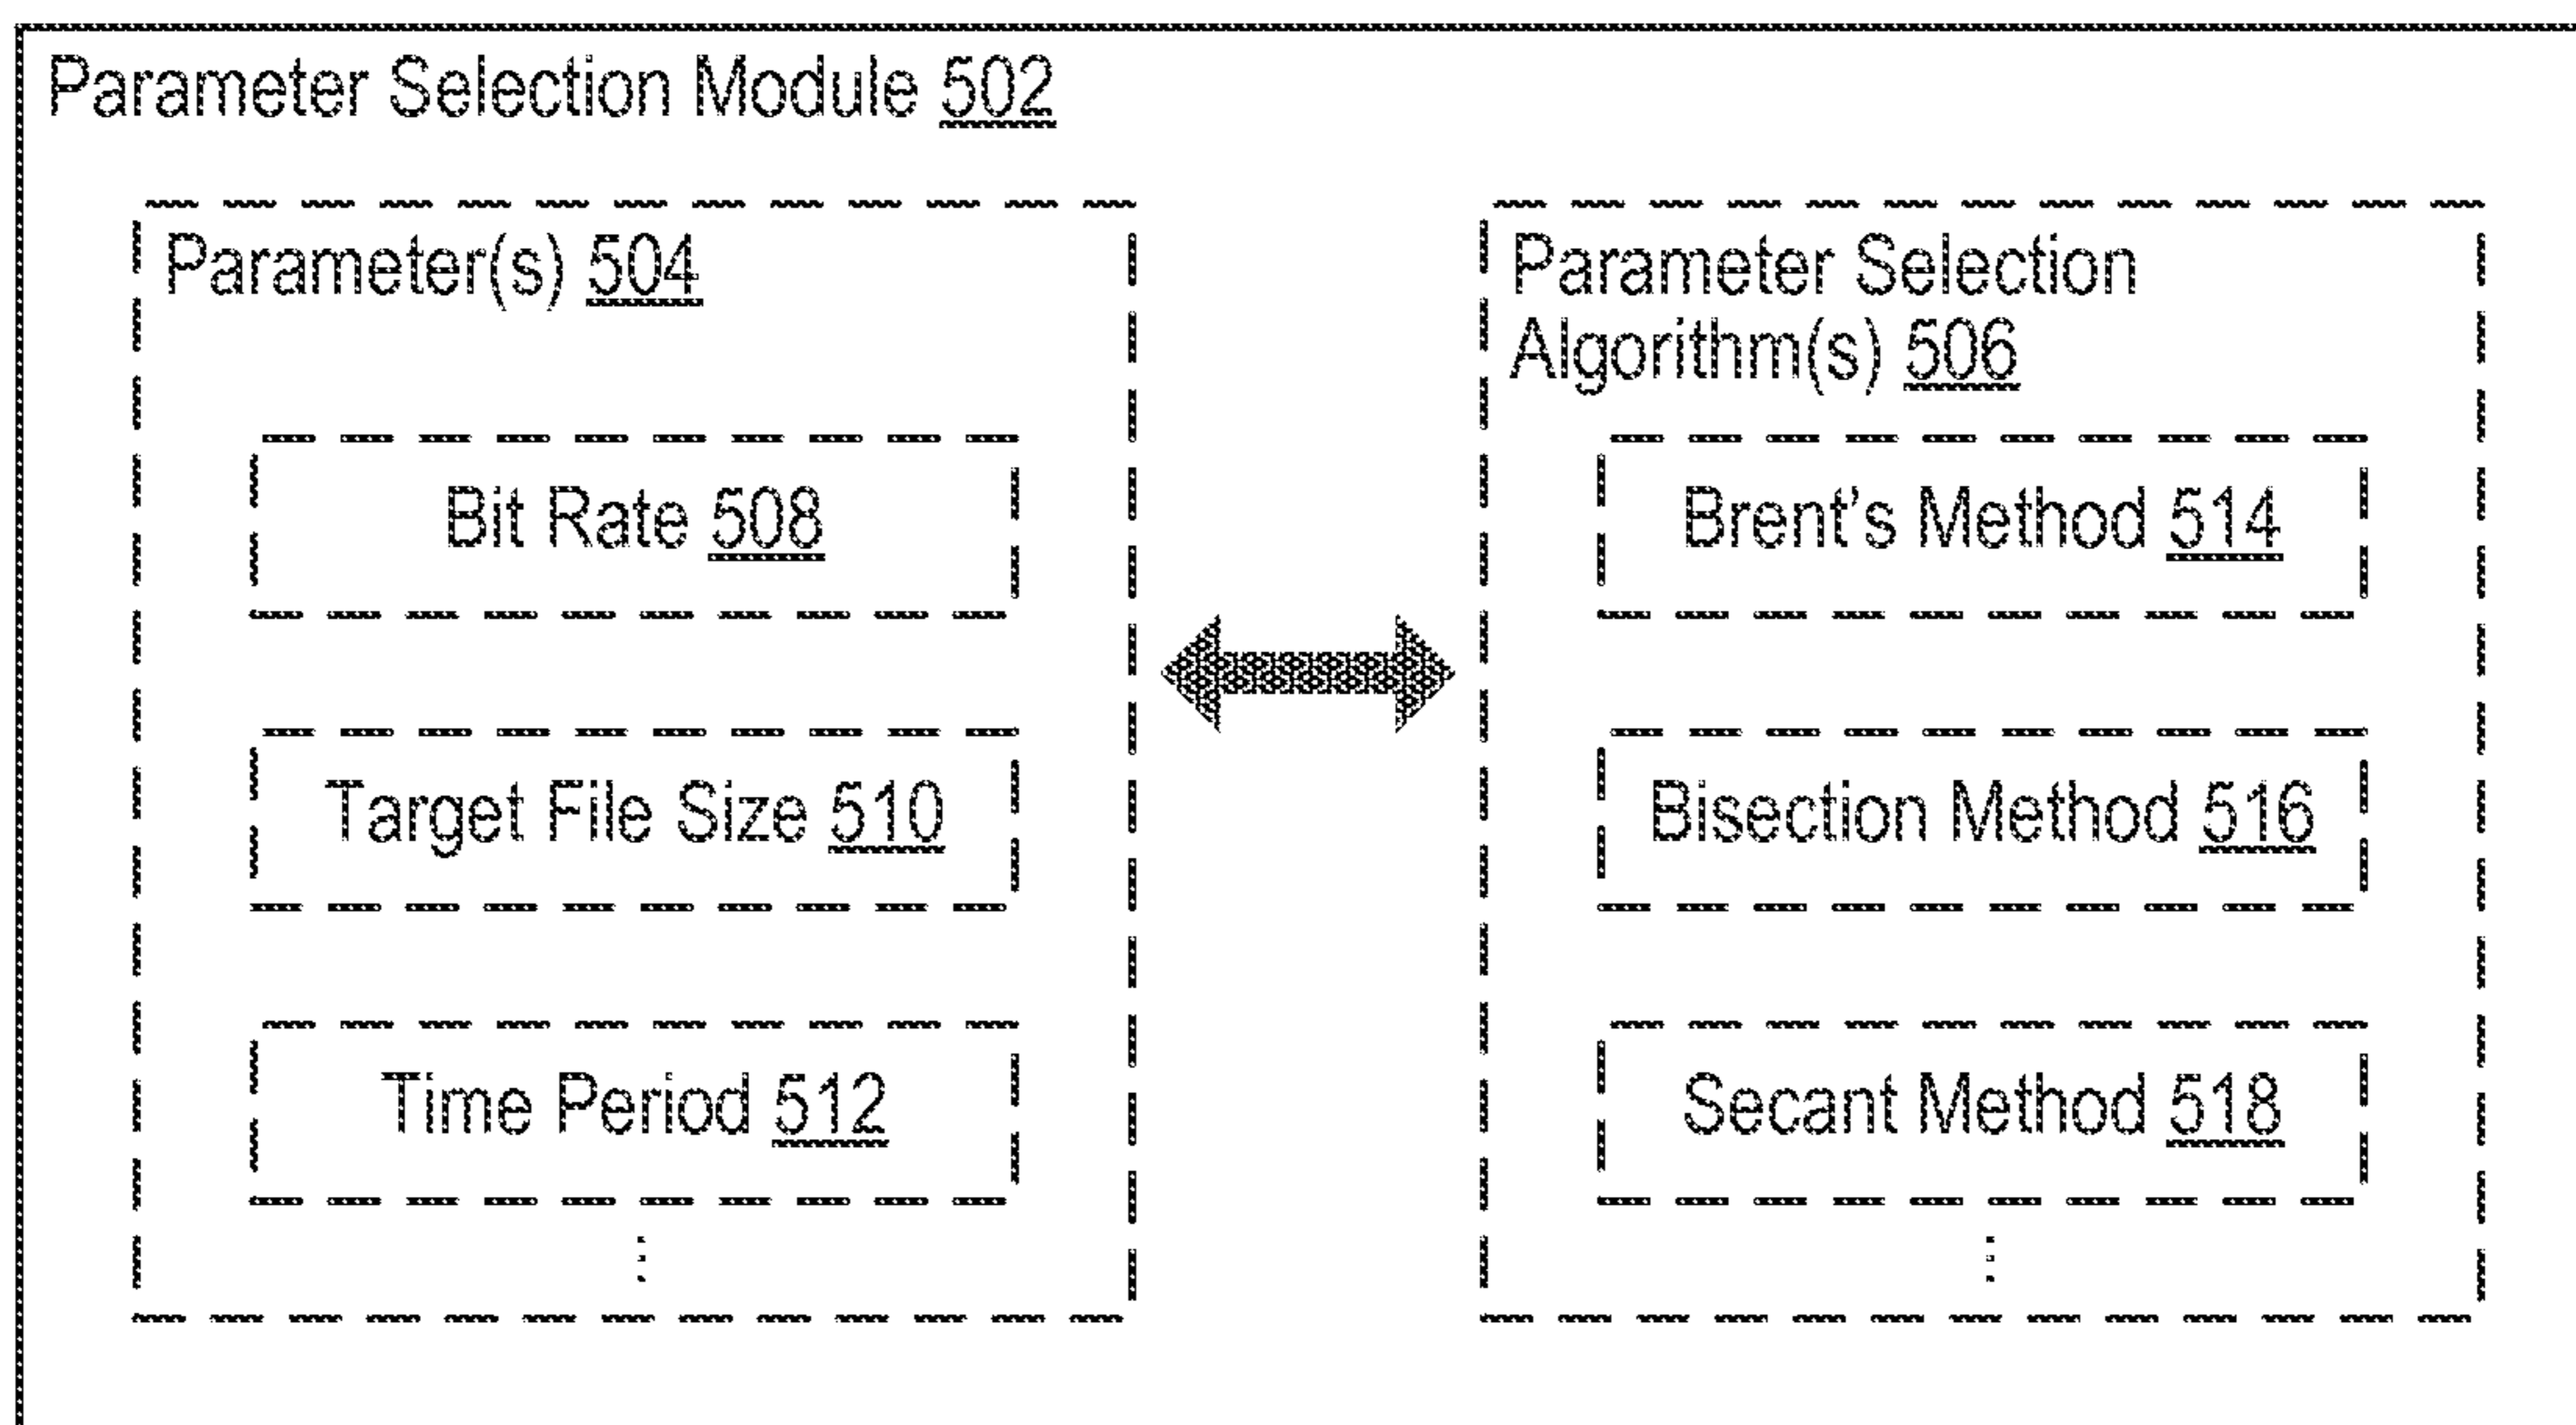 Parameter Selection Module 502
Parameter(s) 504
Bit Rate 508
Target File Size 510
Time Period 512
⋮
Parameter Selection
Algorithm(s) 506
Brent's Method 514
Bisection Method 516
Secant Method 518
⋮